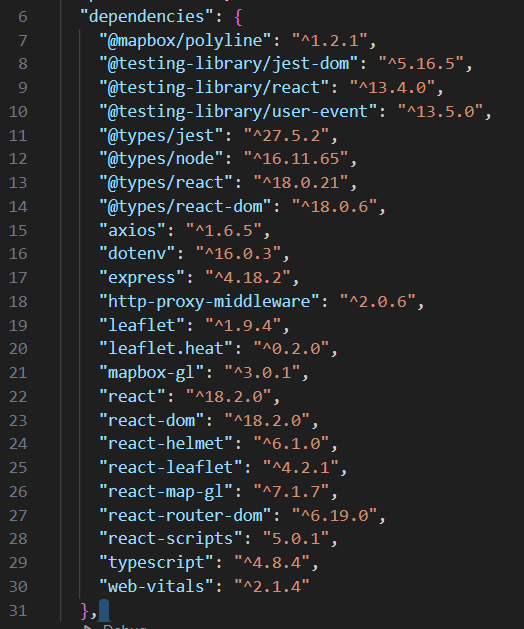 6 "dependencies": {
7 "@mapbox/polyline": "^1.2.1",
8 "@testing-library/jest-dom": "^5.16.5",
9 "@testing-library/react": "^13.4.0",
10 "@testing-library/user-event": "^13.5.0",
11 "@types/jest": "^27.5.2",
12 "@types/node": "^16.11.65",
13 "@types/react": "^18.0.21",
14 "@types/react-dom": "^18.0.6",
15 "axios": "^1.6.5",
16 "dotenv": "^16.0.3",
17 "express": "^4.18.2",
18 "http-proxy-middleware": "^2.0.6",
19 "leaflet": "^1.9.4",
20 "leaflet.heat": "^0.2.0",
21 "mapbox-gl": "^3.0.1",
22 "react": "^18.2.0",
23 "react-dom": "^18.2.0",
24 "react-helmet": "^6.1.0",
25 "react-leaflet": "^4.2.1",
26 "react-map-gl": "^7.1.7",
27 "react-router-dom": "^6.19.0",
28 "react-scripts": "5.0.1",
29 "typescript": "^4.8.4",
30 "web-vitals": "^2.1.4"
31 },